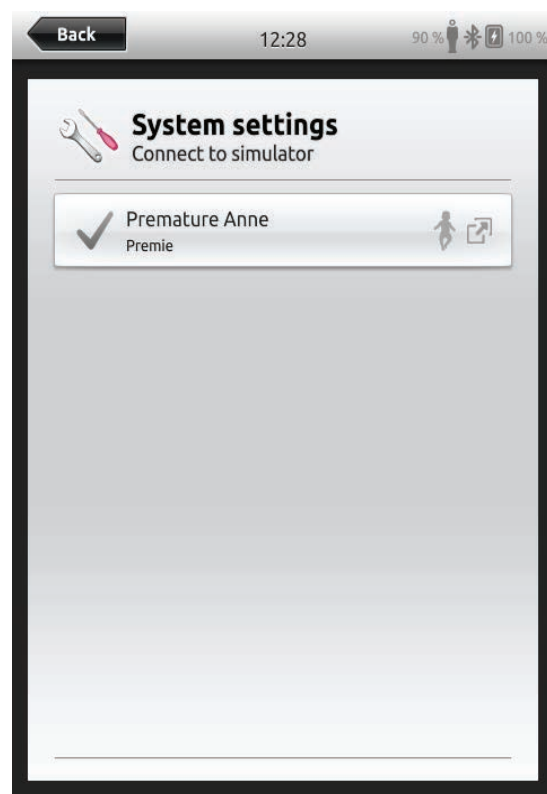 Back
12:28
90 %
100 %
System settings
Connect to simulator
Premature Anne
Premie